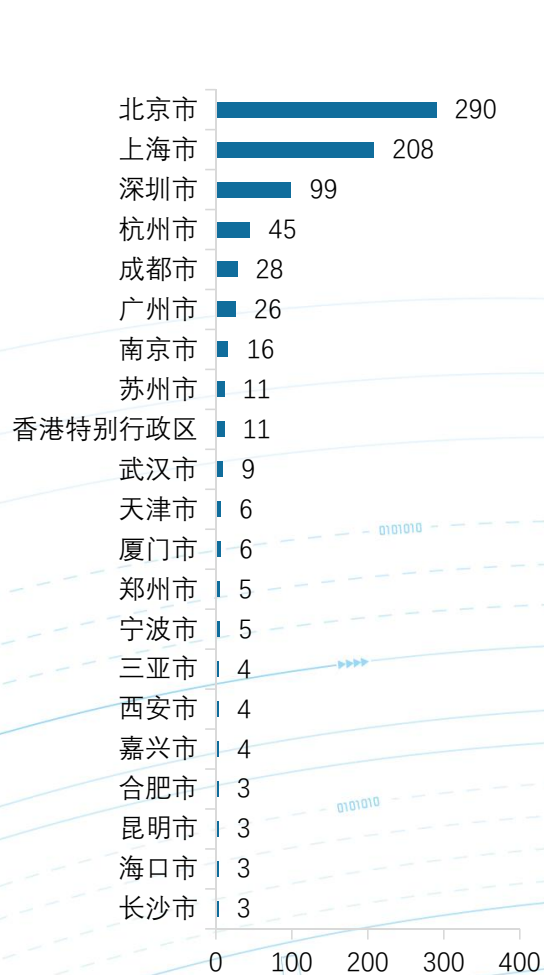 北京市 290
上海市 208
深圳市 99
杭州市 45
成都市 28
广州市 26
南京市 16
苏州市 11
香港特别行政区 11
武汉市 9
天津市 6
0101010
厦门市 6
郑州市 5
宁波市 5
三亚市 4
西安市 4
嘉兴市 4
合肥市 3
0101010
昆明市 3
海口市 3
长沙市 3
0 100 200 300 400